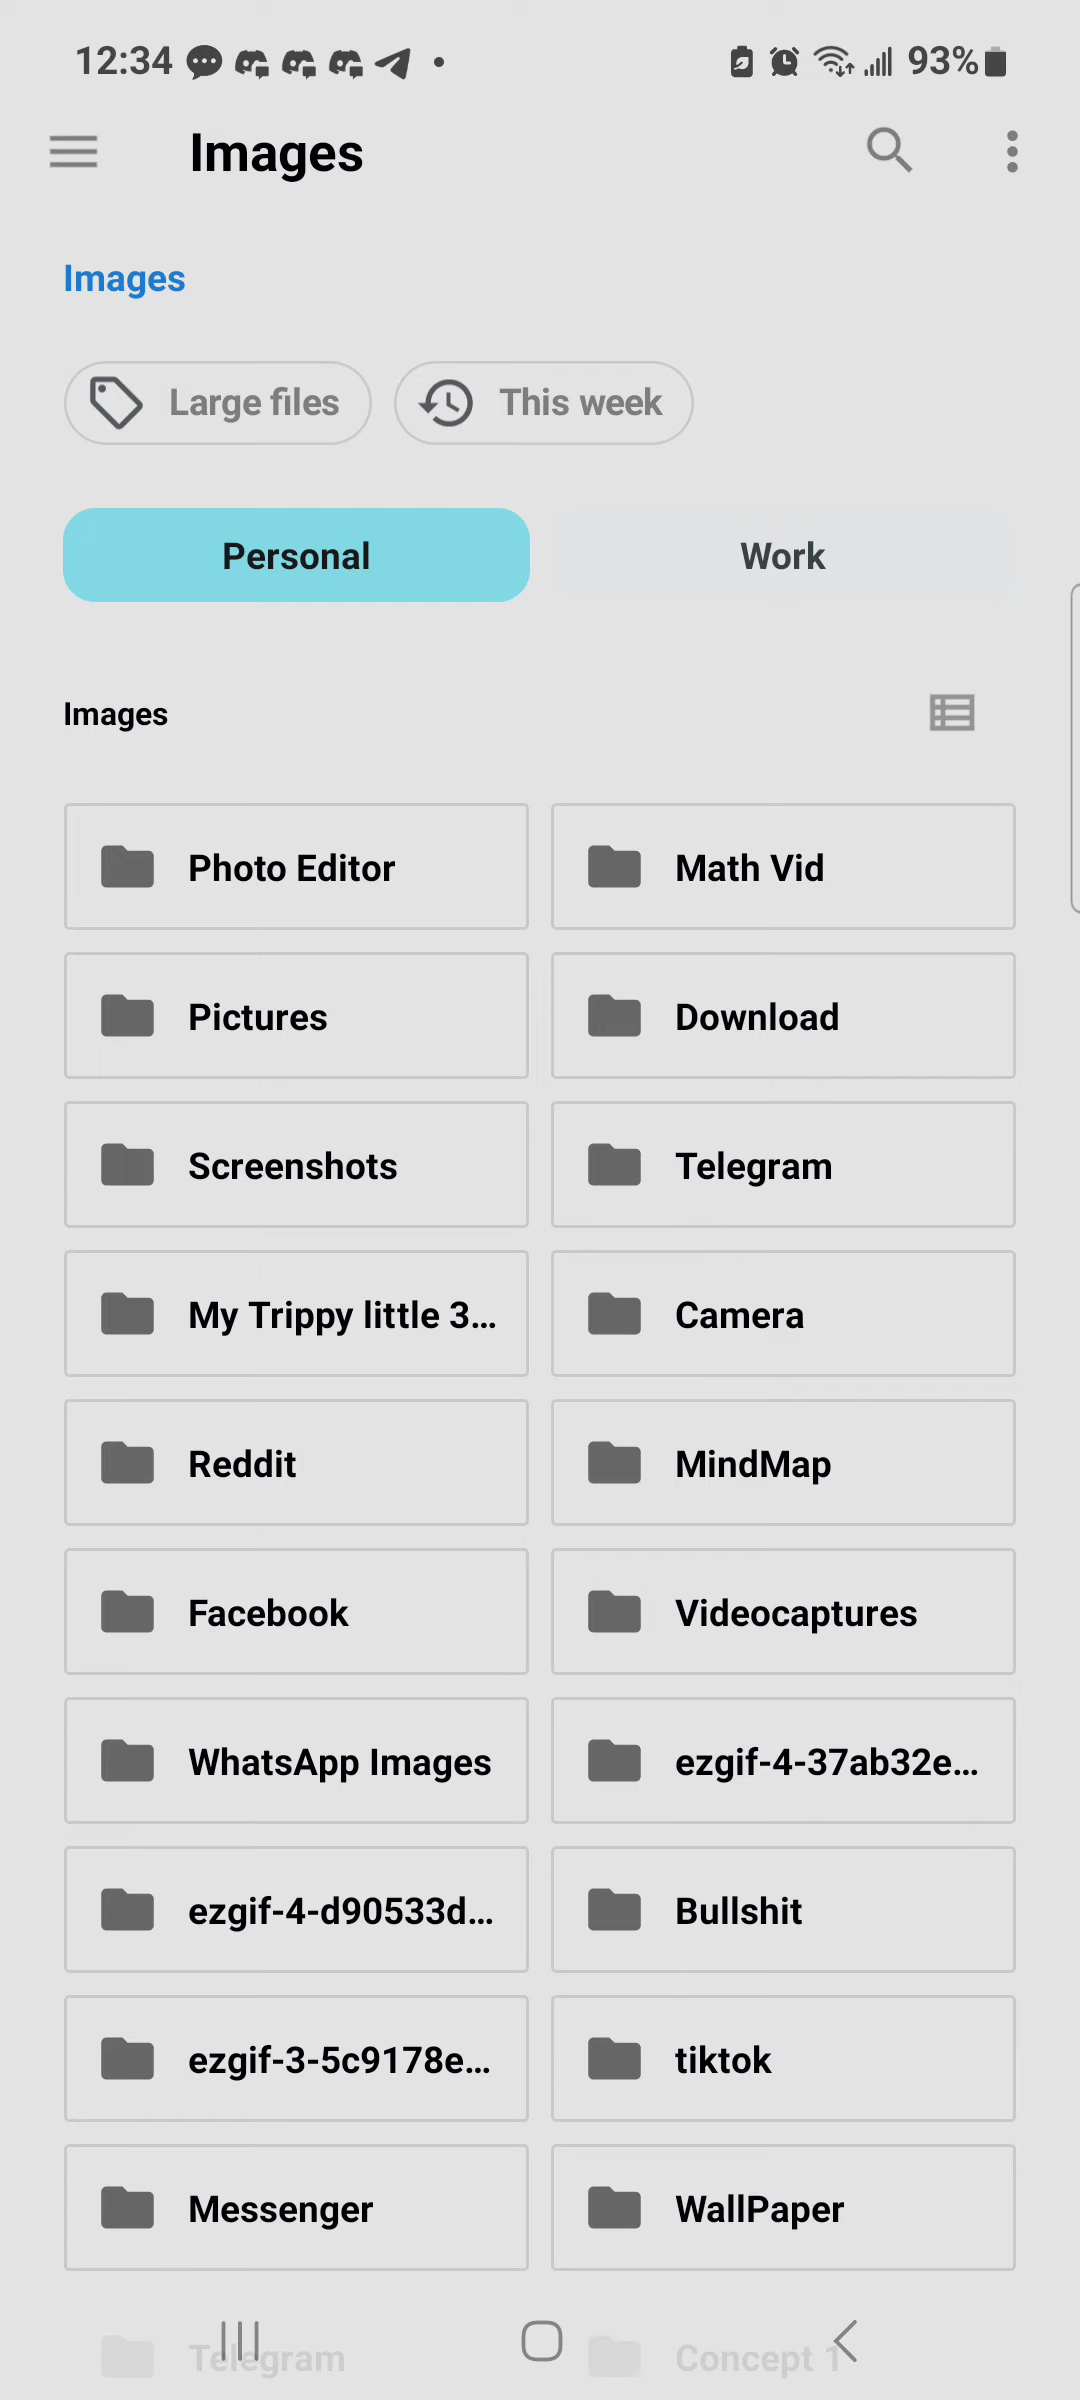 12:34
93%
Images
Images
Large files
This week
Personal
Work
Images
Photo Editor
Math Vid
Pictures
Download
Screenshots
Telegram
My Trippy little 3...
Camera
Reddit
MindMap
Facebook
Videocaptures
WhatsApp Images
ezgif-4-37ab32e...
ezgif-4-d90533d...
Bullshit
ezgif-3-5c9178e...
tiktok
Messenger
WallPaper
Telegram
Concept 1